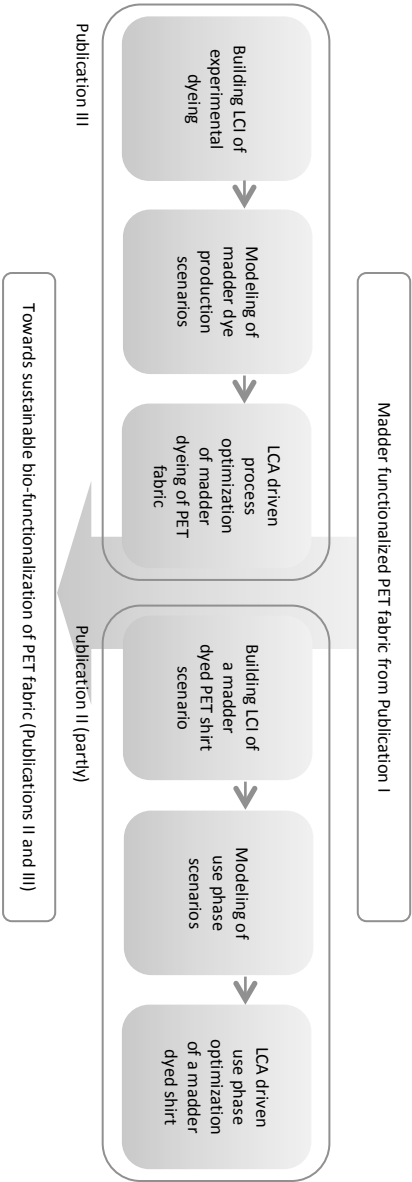 Madder functionalized PET fabric from Publication I
Building LCI of
experimental
dyeing
Modeling of
madder dye
production
scenarios
LCA driven
process
optimization
of madder
dyeing of PET
fabric
Building LCI of
a madder
dyed PET shirt
scenario
Modeling of
use phase
scenarios
LCA driven
use phase
optimization
of a madder
dyed shirt
Publication III
Publication II (partly)
Towards sustainable bio-functionalization of PET fabric (Publications II and III)